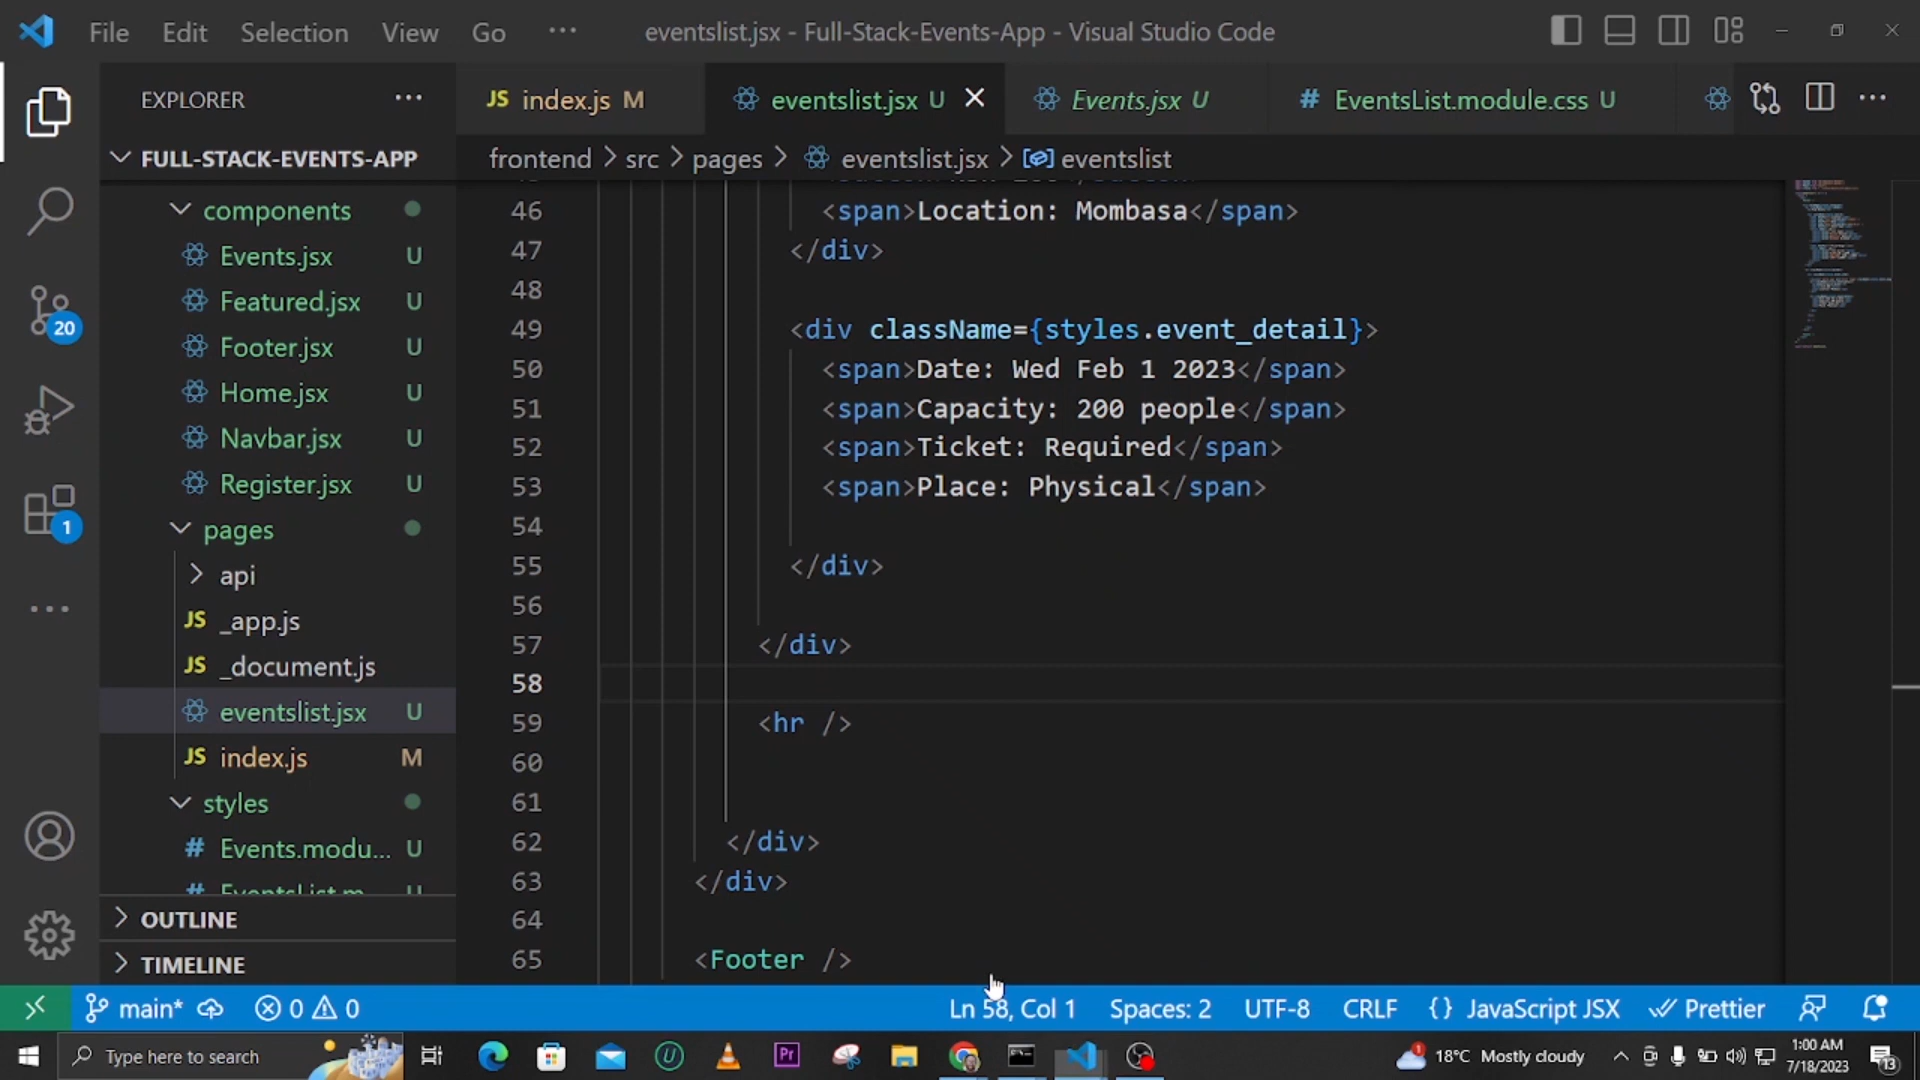 File Edit Selection View Go ··· eventslist.jsx - Full-Stack-Events-App - Visual Studio Code
EXPLORER ···
JS index.js M
eventslist.jsx U
Events.jsx U
# EventsList.module.css U
FULL-STACK-EVENTS-APP
frontend > src > pages > eventslist.jsx > eventslist
components
Events.jsx U
Featured.jsx U
Footer.jsx U
Home.jsx U
Navbar.jsx U
Register.jsx U
pages
api
JS _app.js
JS _document.js
eventslist.jsx U
JS index.js M
styles
# Events.modu... U
# EventsList.m... U
OUTLINE
TIMELINE
20
1
46 <span>Location: Mombasa</span>
47 </div>
48
49 <div className={styles.event_detail}>
50 <span>Date: Wed Feb 1 2023</span>
51 <span>Capacity: 200 people</span>
52 <span>Ticket: Required</span>
53 <span>Place: Physical</span>
54
55 </div>
56
57 </div>
58
59 <hr />
60
61
62 </div>
63 </div>
64
65 <Footer />
main* 0 0 Ln 58, Col 1 Spaces: 2 UTF-8 CRLF {} JavaScript JSX Prettier
Type here to search
Pr
1
18°C Mostly cloudy
1:00 AM
7/18/2023
13